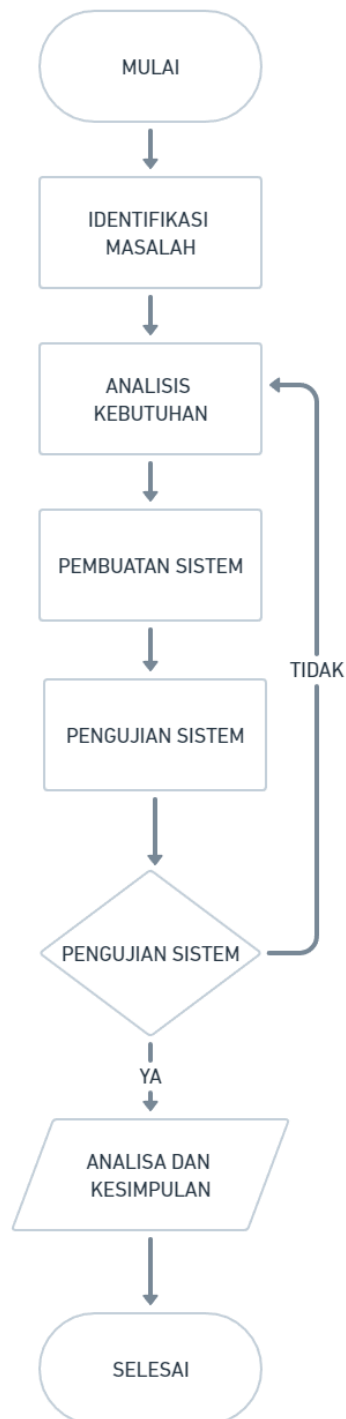 MULAI
IDENTIFIKASI
MASALAH
ANALISIS
KEBUTUHAN
PEMBUATAN SISTEM
TIDAK
PENGUJIAN SISTEM
PENGUJIAN SISTEM
YA
ANALISA DAN
KESIMPULAN
SELESAI